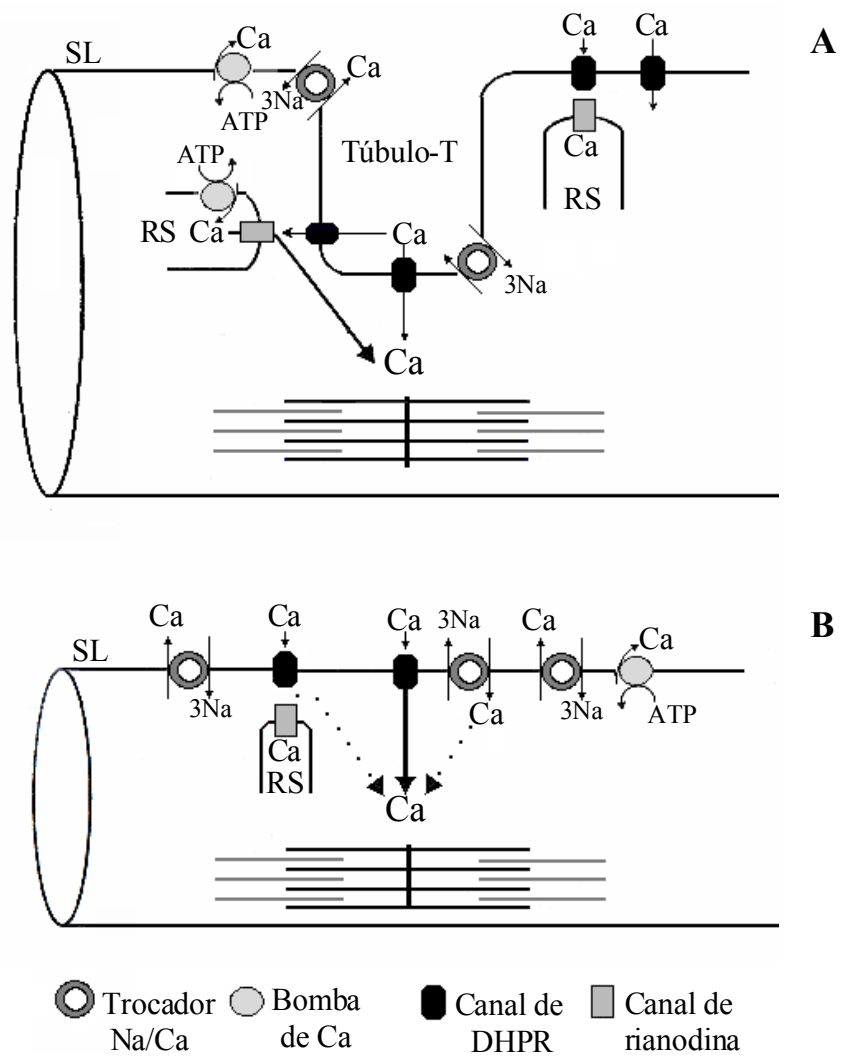 A
SL
Ca
ATP
3Na
Ca
Ca
Ca
Túbulo-T
Ca
RS
ATP
RS
Ca
Ca
3Na
Ca
B
SL
Ca
3Na
Ca
Ca
RS
Ca
3Na
Ca
Ca
3Na
Ca
ATP
Ca
Trocador
Na/Ca
Bomba
de Ca
Canal de
DHPR
Canal de
rianodina